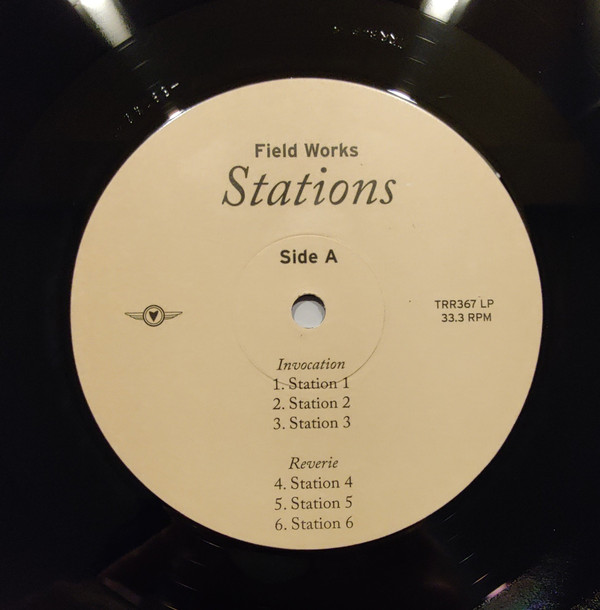 Field Works
Stations
Side A
TRR367 LP
33.3 RPM
Invocation
1. Station 1
2. Station 2
3. Station 3
Reverie
4. Station 4
5. Station 5
6. Station 6